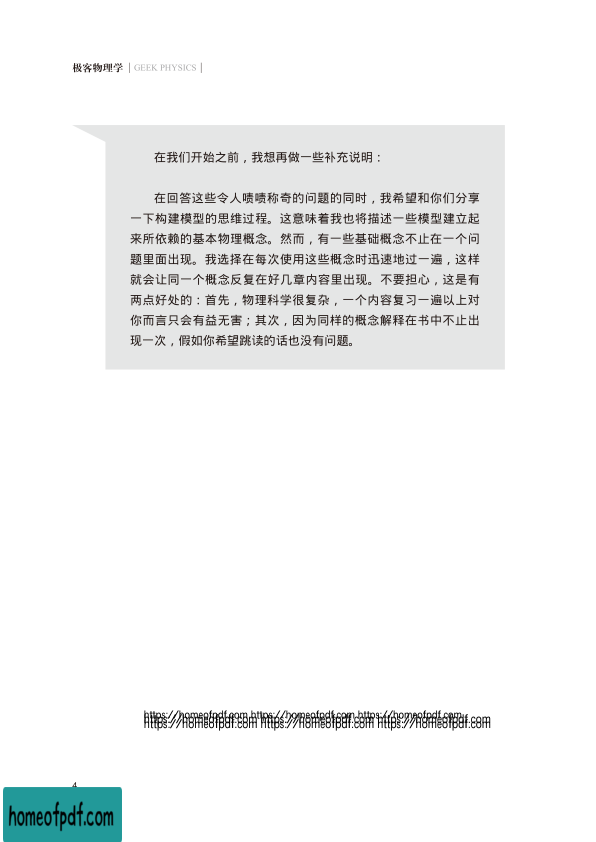 极客物理学 | GEEK PHYSICS |
在我们开始之前，我想再做一些补充说明：
在回答这些令人啧啧称奇的问题的同时，我希望和你们分享
一下构建模型的思维过程。这意味着我也将描述一些模型建立起
来所依赖的基本物理概念。然而，有一些基础概念不止在一个问
题里面出现。我选择在每次使用这些概念时迅速地过一遍，这样
就会让同一个概念反复在好几章内容里出现。不要担心，这是有
两点好处的：首先，物理科学很复杂，一个内容复习一遍以上对
你而言只会有益无害；其次，因为同样的概念解释在书中不止出
现一次，假如你希望跳读的话也没有问题。
https://homeofpdf.com https://homeofpdf.com https://homeofpdf.com
https://homeofpdf.com https://homeofpdf.com https://homeofpdf.com
https://homeofpdf.com https://homeofpdf.com https://homeofpdf.com
4
homeofpdf.com